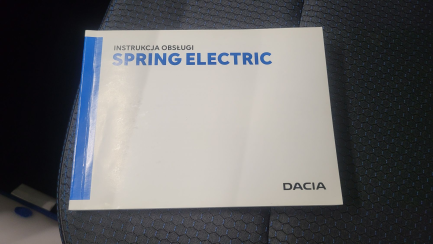 INSTRUKCJA OBSŁUGI
SPRING ELECTRIC
DACIA